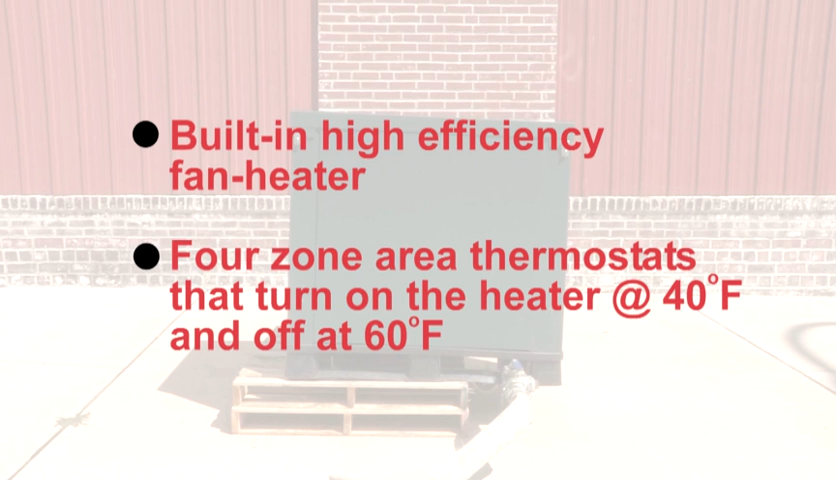 ● Built-in high efficiency
fan-heater
● Four zone area thermostats
that turn on the heater @ 40°F
and off at 60°F